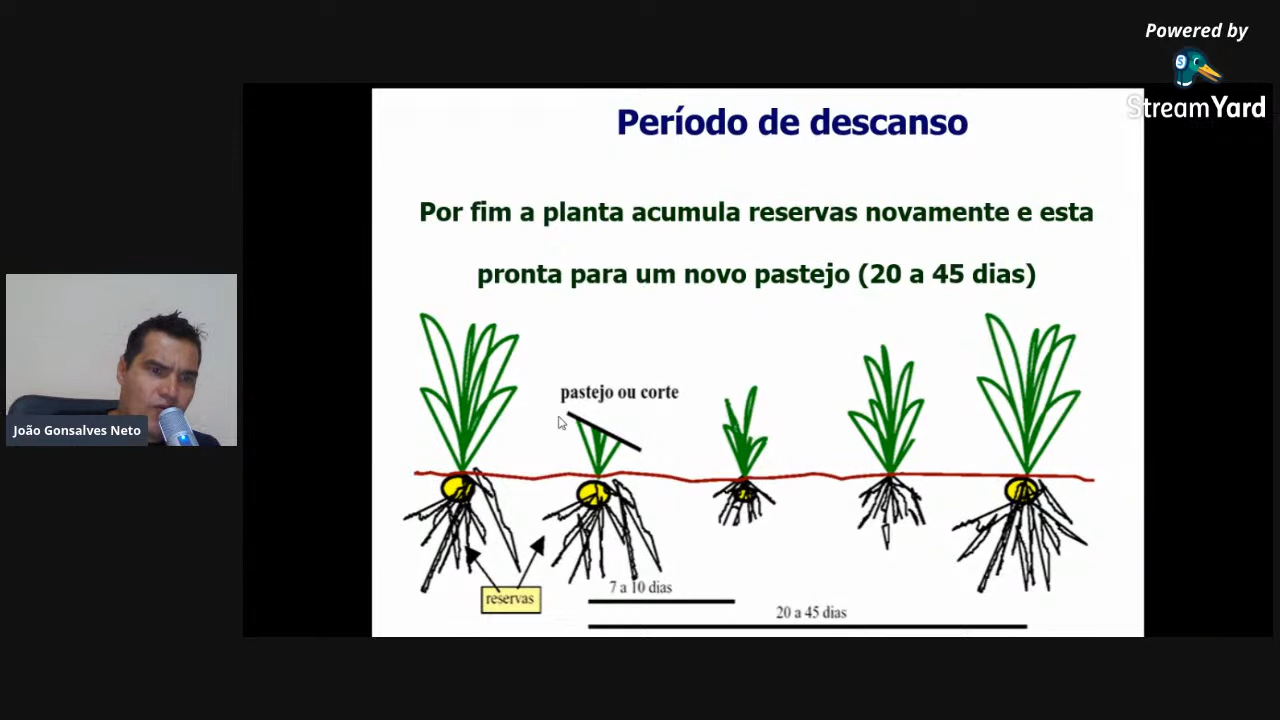 Powered by
StreamYard
Período de descanso
Por fim a planta acumula reservas novamente e esta
pronta para um novo pastejo (20 a 45 dias)
pastejo ou corte
João Gonsalves Neto
reservas
7 a 10 dias
20 a 45 dias